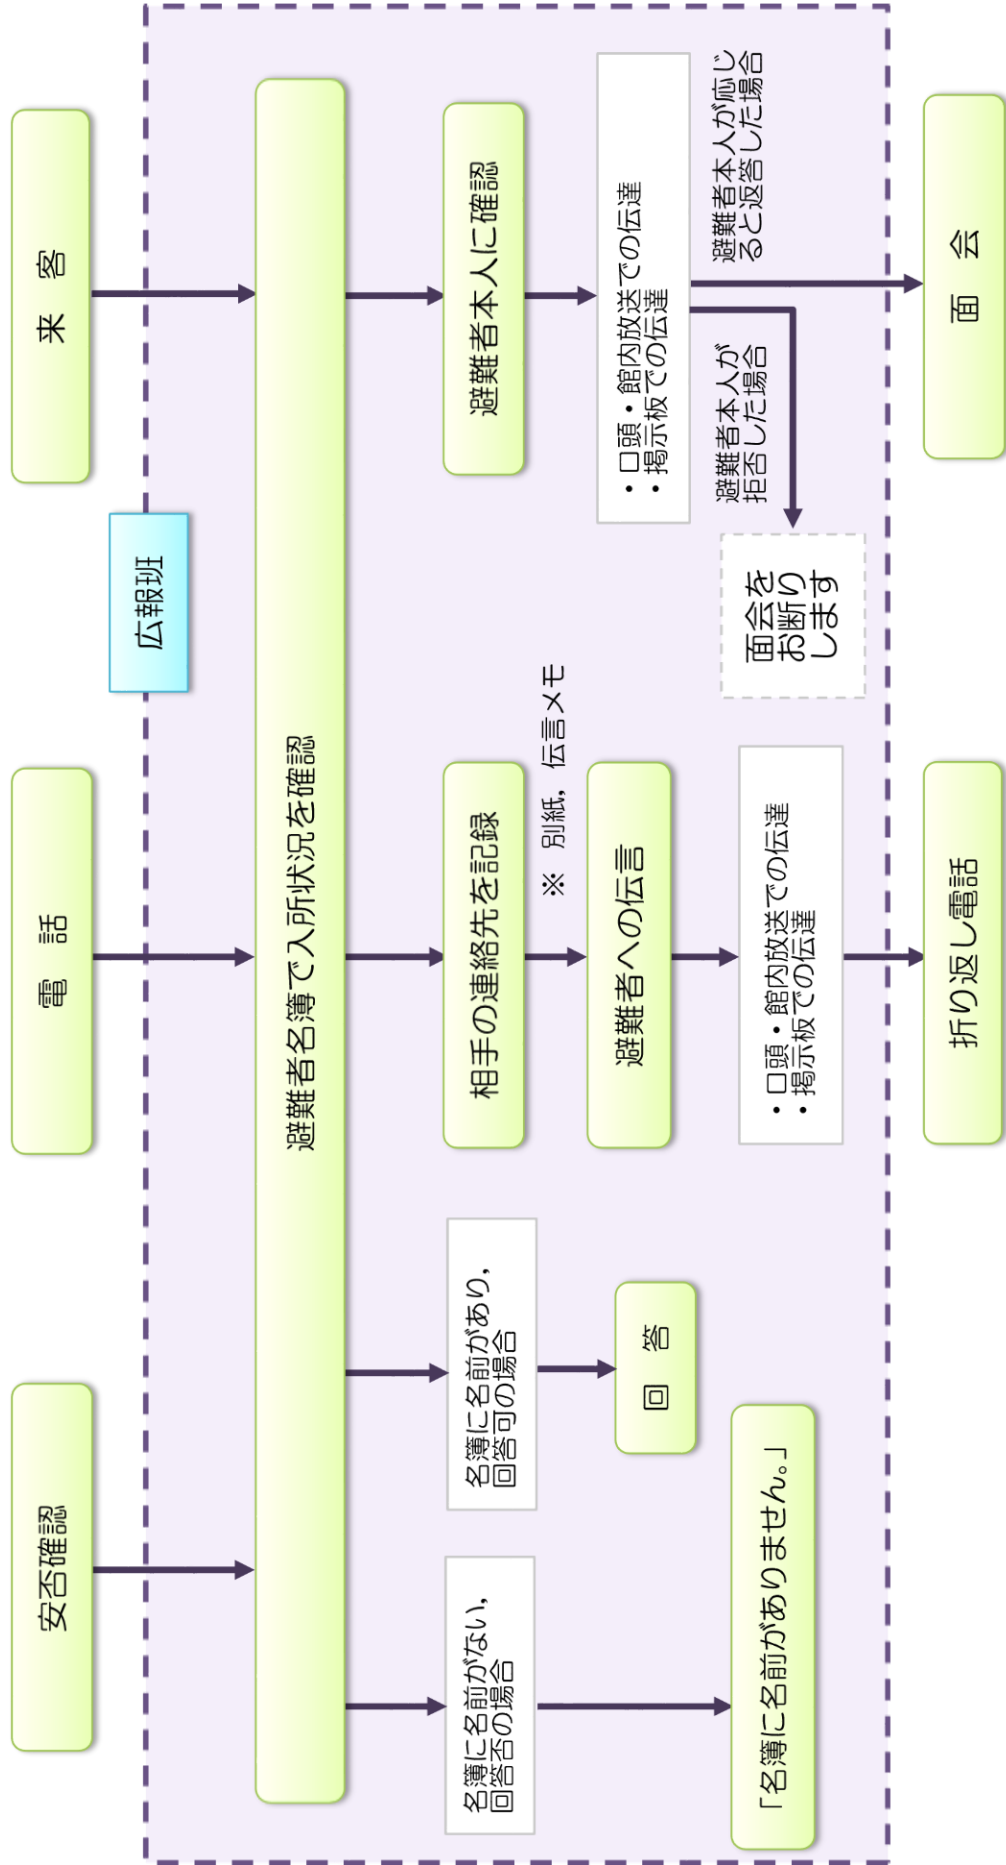 安否確認
電　話
来　客
広報班
避難者名簿で入所状況を確認
名簿に名前がない，
回答否の場合
名簿に名前があり，
回答可の場合
相手の連絡先を記録
避難者本人に確認
※　別紙，伝言メモ
回　答
避難者への伝言
・口頭・館内放送での伝達
・掲示板での伝達
「名簿に名前がありません。」
・口頭・館内放送での伝達
・掲示板での伝達
避難者本人が
拒否した場合
避難者本人が応じ
ると返答した場合
面会を
お断り
します
折り返し電話
面　会